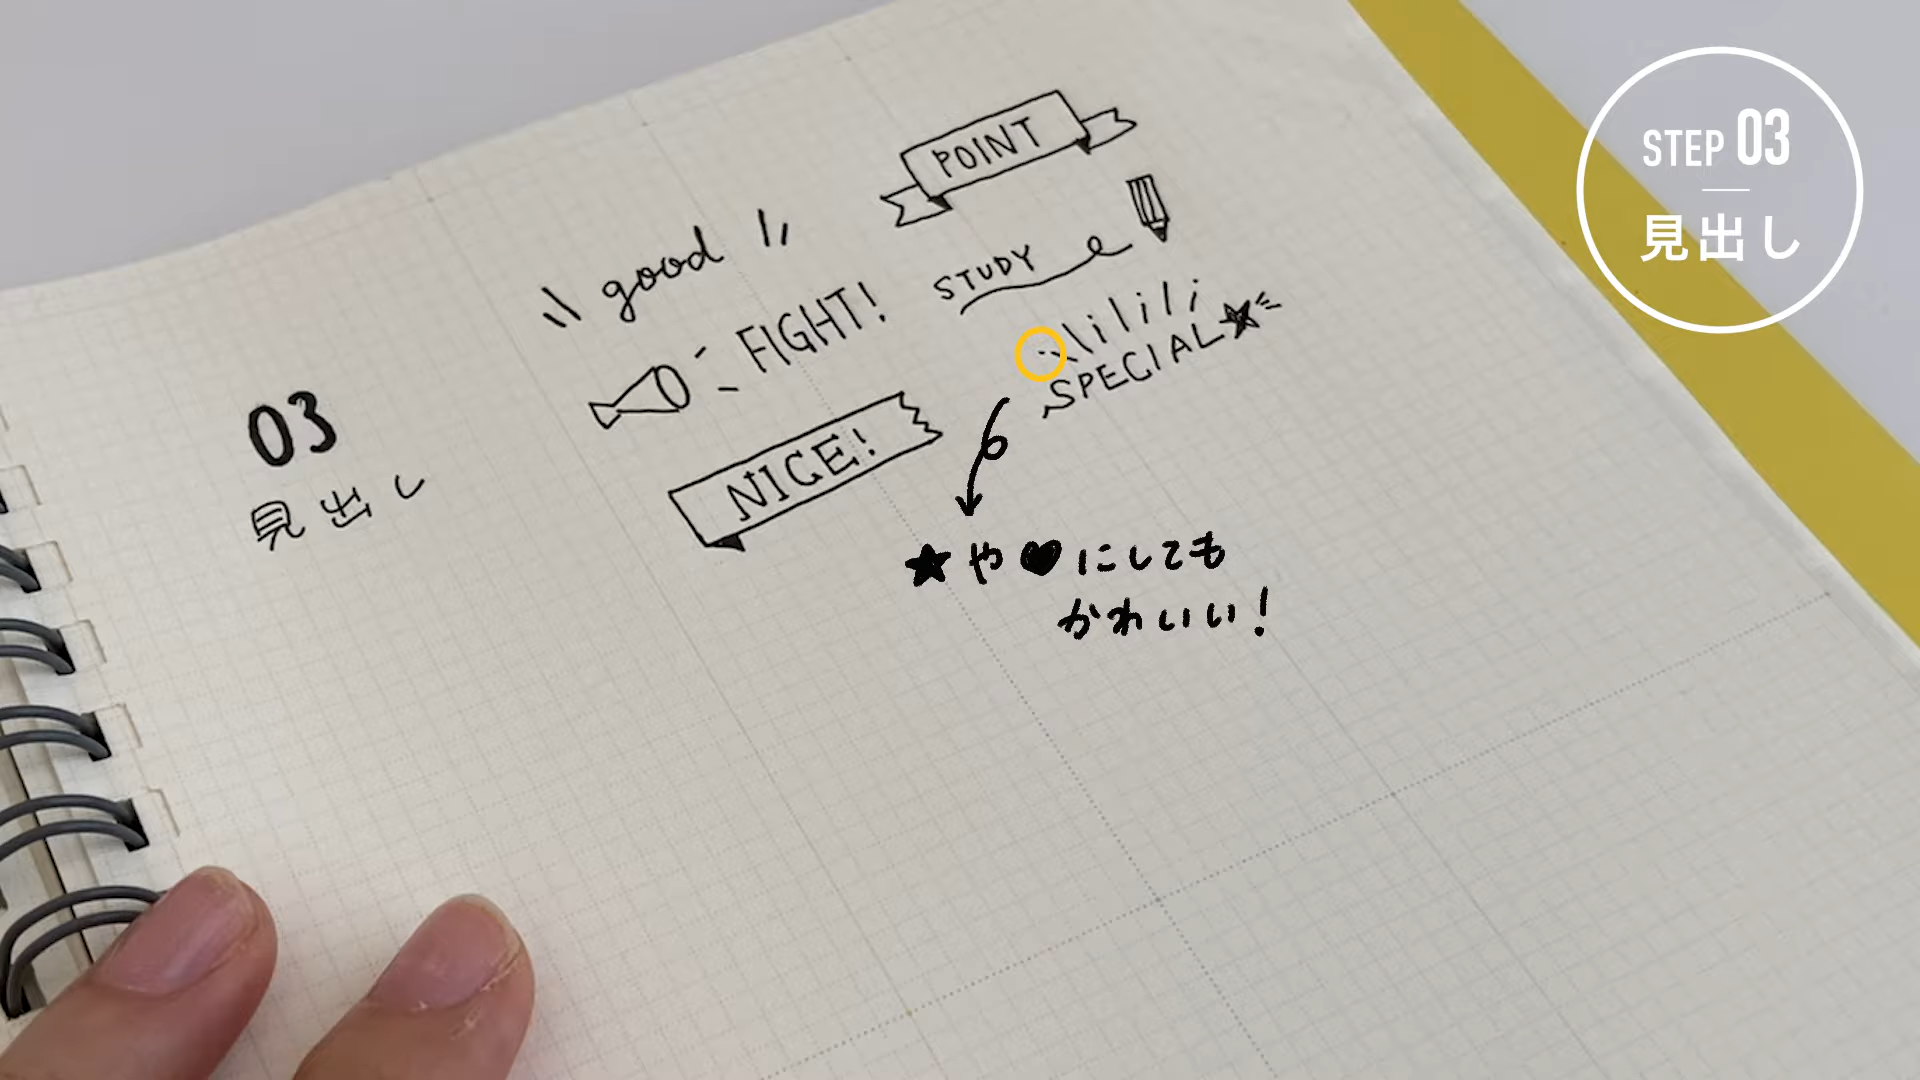 STEP 03
見出し
POINT
good
STUDY
FIGHT!
SPECIAL★
03
見出し
NICE!
★や♥にしても
かわいい!